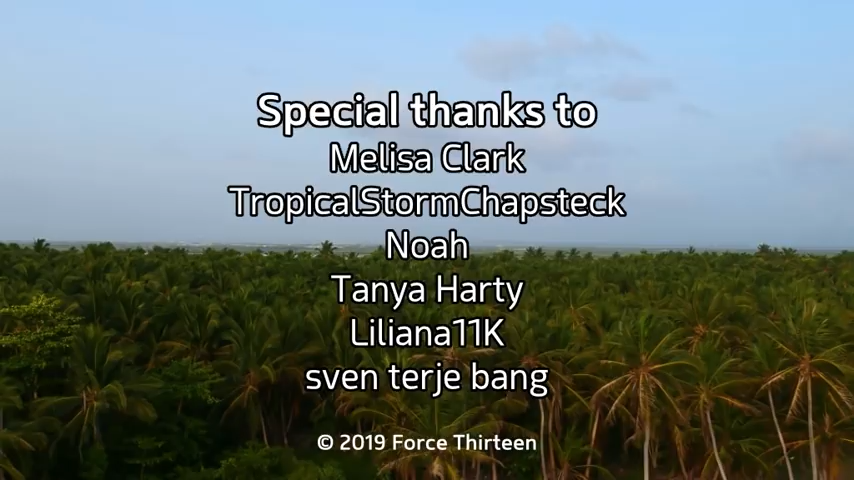 Special thanks to
Melisa Clark
TropicalStormChapsteck
Noah
Tanya Harty
Liliana11K
sven terje bang
© 2019 Force Thirteen